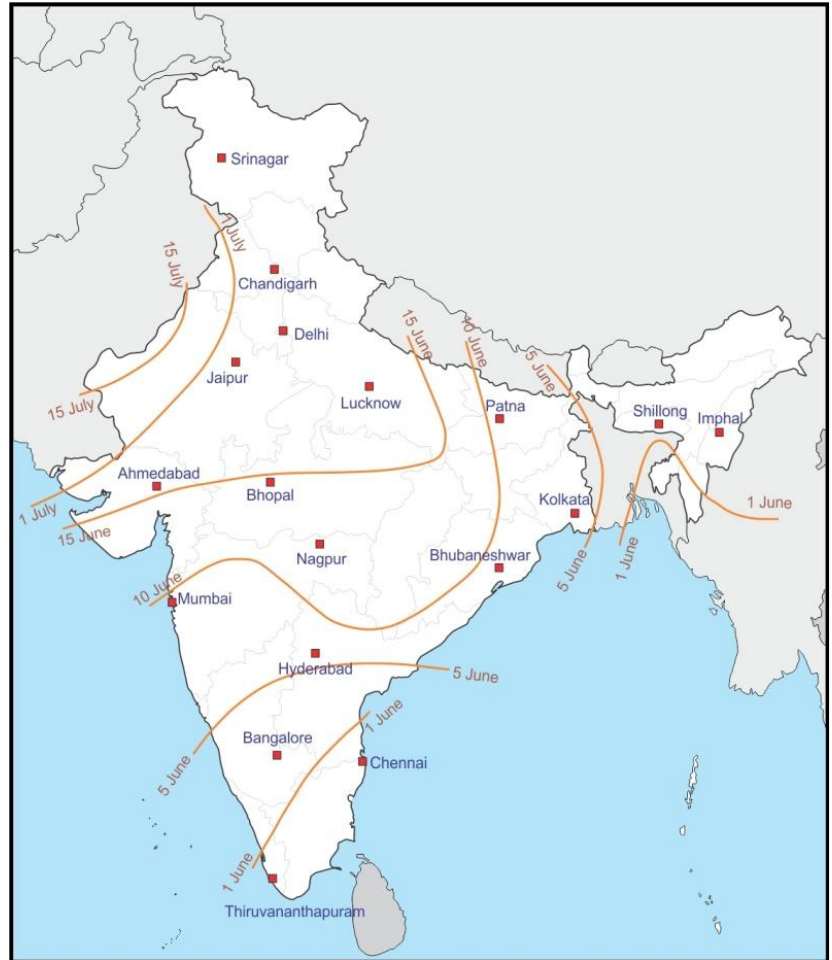 Srinagar
1 July
15 July
Chandigarh
Delhi
15 June
10 June
Jaipur
5 June
15 July
Lucknow
Patna
Shillong
Imphal
Ahmedabad
Bhopal
1 July
Kolkata
1 June
15 June
Nagpur
Bhubaneshwar
5 June
1 June
10 June
Mumbai
Hyderabad
5 June
1 June
Bangalore
Chennai
5 June
1 June
Thiruvananthapuram